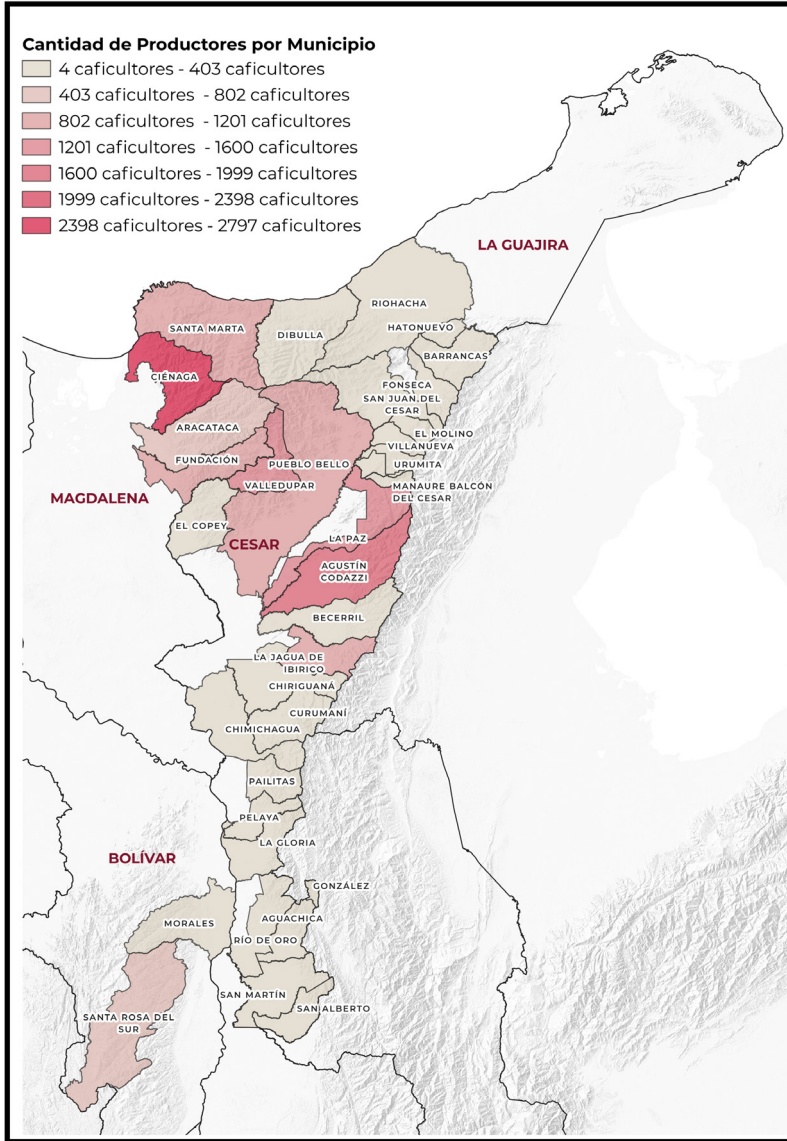 Cantidad de Productores por Municipio
4 caficultores - 403 caficultores
403 caficultores - 802 caficultores
802 caficultores - 1201 caficultores
1201 caficultores - 1600 caficultores
1600 caficultores - 1999 caficultores
1999 caficultores - 2398 caficultores
2398 caficultores - 2797 caficultores
LA GUAJIRA
RIOHACHA
SANTA MARTA
DIBULLA
HATONUEVO
BARRANCAS
CIÉNAGA
FONSECA
SAN JUAN DEL
CESAR
ARACATACA
EL MOLINO
VILLANUEVA
FUNDACIÓN
PUEBLO BELLO
URUMITA
VALLEDUPAR
MANAURE BALCÓN
DEL CESAR
MAGDALENA
EL COPEY
CESAR
LA PAZ
AGUSTÍN
CODAZZI
BECERRIL
LA JAGUA DE
IBIRICO
CHIRIGUANÁ
CURUMANÍ
CHIMICHAGUA
PAILITAS
PELAYA
LA GLORIA
BOLÍVAR
GONZÁLEZ
MORALES
AGUACHICA
RÍO DE ORO
SAN MARTÍN
SAN ALBERTO
SANTA ROSA DEL
SUR